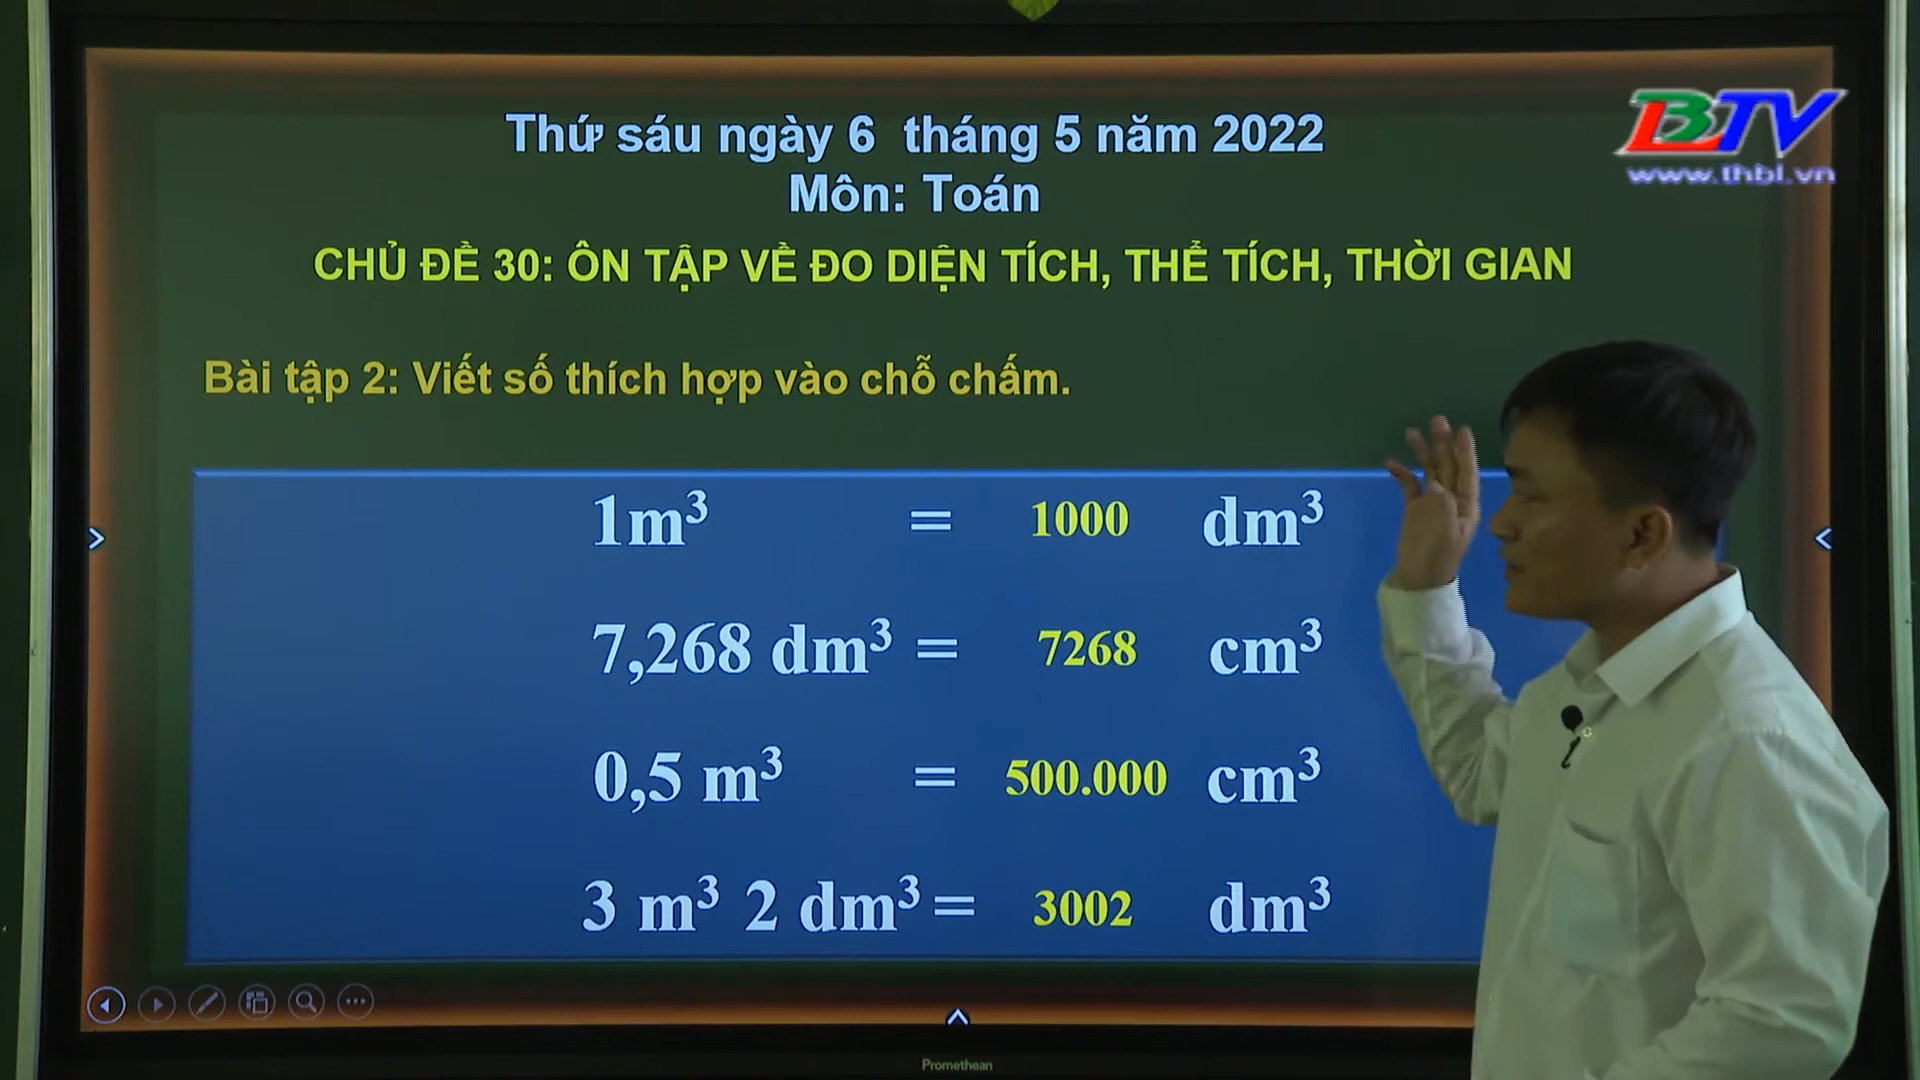 Thứ sáu ngày 6 tháng 5 năm 2022
Môn: Toán
CHỦ ĐỀ 30: ÔN TẬP VỀ ĐO DIỆN TÍCH, THỂ TÍCH, THỜI GIAN
Bài tập 2: Viết số thích hợp vào chỗ chấm.
1m³ = 1000 dm³
7,268 dm³ = 7268 cm³
0,5 m³ = 500.000 cm³
3 m³ 2 dm³ = 3002 dm³
BTV
www.thbl.vn
Promethean